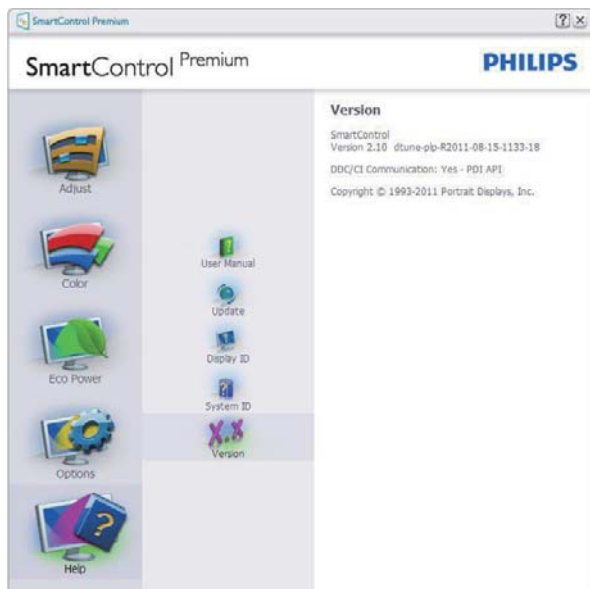 SmartControl Premium
? ×
SmartControl Premium
PHILIPS
Adjust
Color
Eco Power
Options
Help
User Manual
Update
Display ID
System ID
Version
Version
SmartControl
Version 2.10 dtune-plp-R2011-08-15-1133-18
DDC/CI Communication: Yes - PDI API
Copyright © 1993-2011 Portrait Displays, Inc.